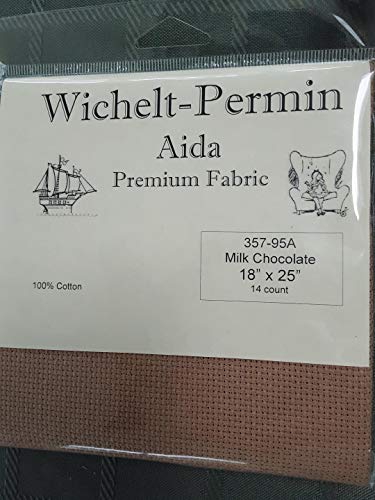 Wichelt-Permin
Aida
Premium Fabric
357-95A
Milk Chocolate
18" x 25"
14 count
100% Cotton